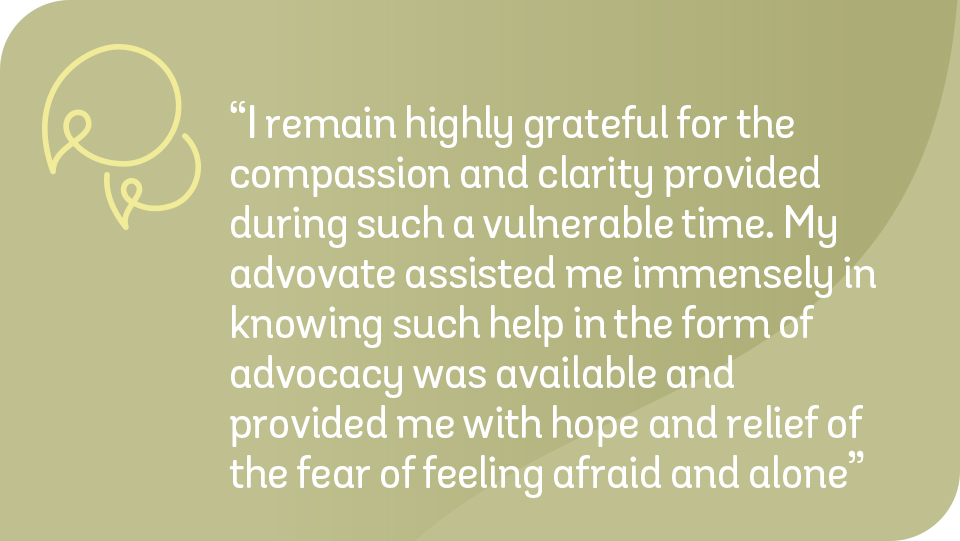 “I remain highly grateful for the
compassion and clarity provided
during such a vulnerable time. My
advovate assisted me immensely in
knowing such help in the form of
advocacy was available and
provided me with hope and relief of
the fear of feeling afraid and alone”